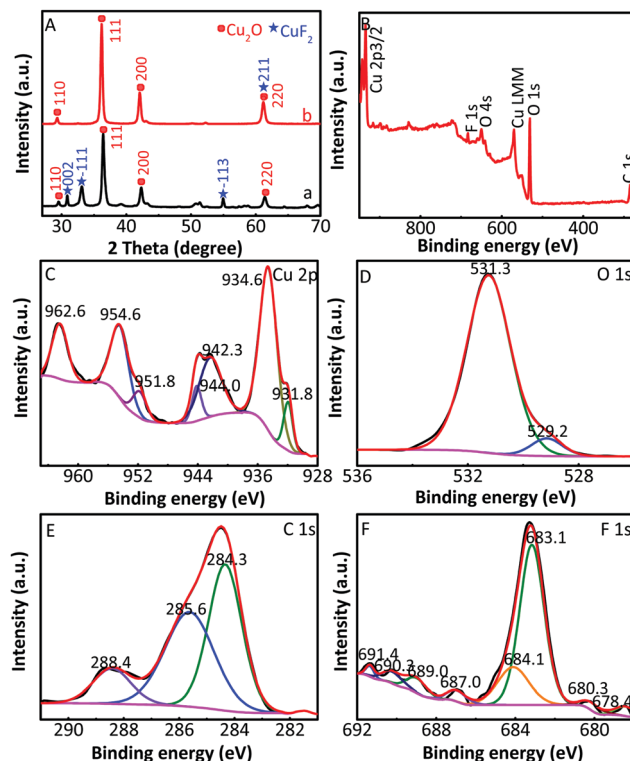 A
Cu2O
CuF2
110
111
200
211
220
b
110
002
-111
111
200
-113
220
a
Intensity (a.u.)
30 40 50 60 70
2 Theta (degree)
B
Cu 2p3/2
F 1s
O 4s
Cu LMM
O 1s
C 1s
Intensity (a.u.)
800 600 400
Binding energy (eV)
C
Cu 2p
962.6
954.6
951.8
942.3
944.0
934.6
931.8
Intensity (a.u.)
960 952 944 936 928
Binding energy (eV)
D
O 1s
531.3
529.2
Intensity (a.u.)
536 532 528
Binding energy (eV)
E
C 1s
288.4
285.6
284.3
Intensity (a.u.)
290 288 286 284 282
Binding energy (eV)
F
F 1s
691.4
690.3
689.0
687.0
684.1
683.1
680.3
678.4
Intensity (a.u.)
692 688 684 680
Binding energy (eV)